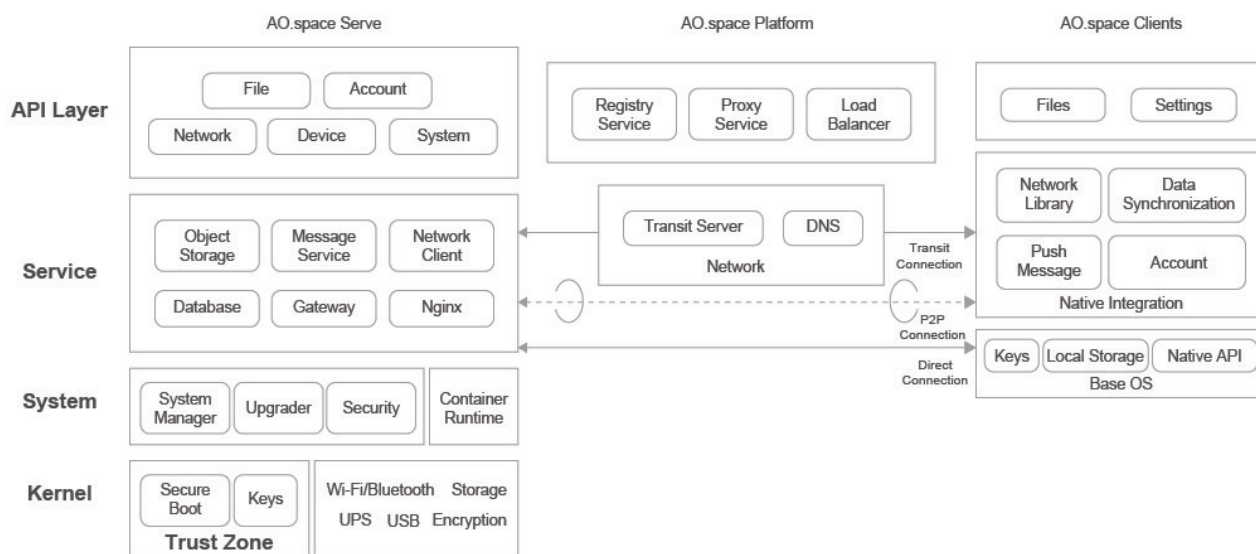 AO.space Serve
AO.space Platform
AO.space Clients
API Layer
File
Account
Network
Device
System
Registry
Service
Proxy
Service
Load
Balancer
Files
Settings
Service
Object
Storage
Message
Service
Network
Client
Database
Gateway
Nginx
Transit Server
DNS
Network
Transit
Connection
P2P
Connection
Direct
Connection
Network
Library
Data
Synchronization
Push
Message
Account
Native Integration
Keys
Local Storage
Native API
Base OS
System
System
Manager
Upgrader
Security
Container
Runtime
Kernel
Secure
Boot
Keys
Trust Zone
Wi-Fi/Bluetooth
Storage
UPS
USB
Encryption